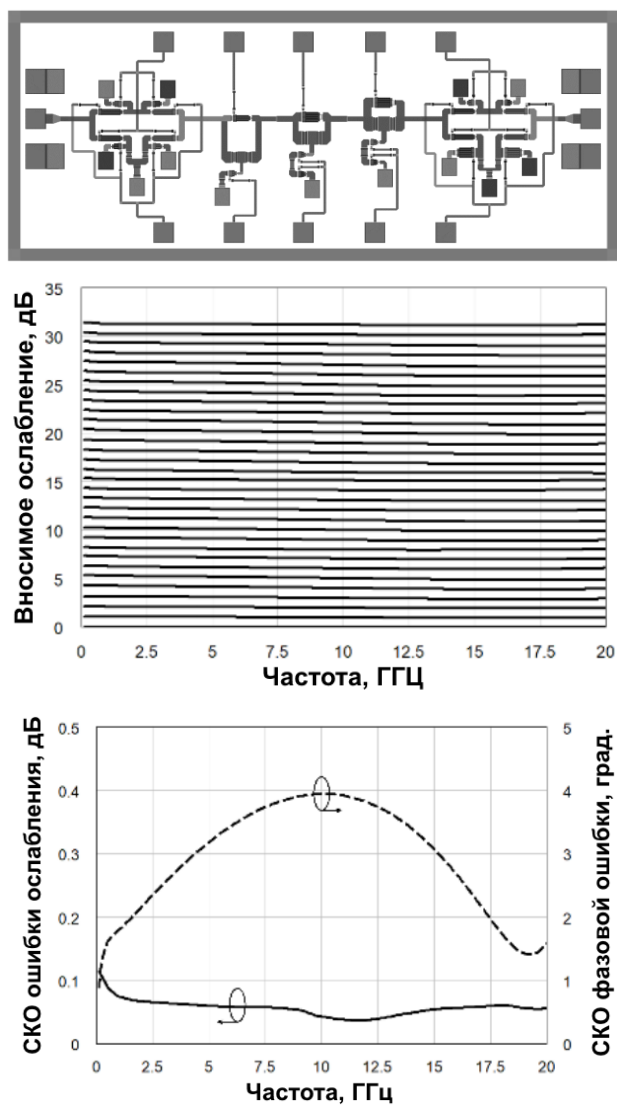 35
30
25
20
15
10
5
0
Вносимое ослабление, дБ
0 2.5 5 7.5 10 12.5 15 17.5 20
Частота, ГГЦ
0.5
0.4
0.3
0.2
0.1
0
СКО ошибки ослабления, дБ
5
4
3
2
1
0
СКО фазовой ошибки, град.
0 2.5 5 7.5 10 12.5 15 17.5 20
Частота, ГГц